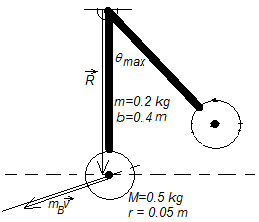 θmax
R
m=0.2 kg
b=0.4 m
mBv
M=0.5 kg
r = 0.05 m